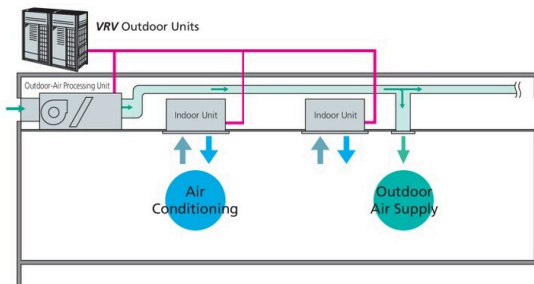 VRV Outdoor Units
Outdoor-Air Processing Unit
Indoor Unit
Indoor Unit
Air
Conditioning
Outdoor
Air Supply